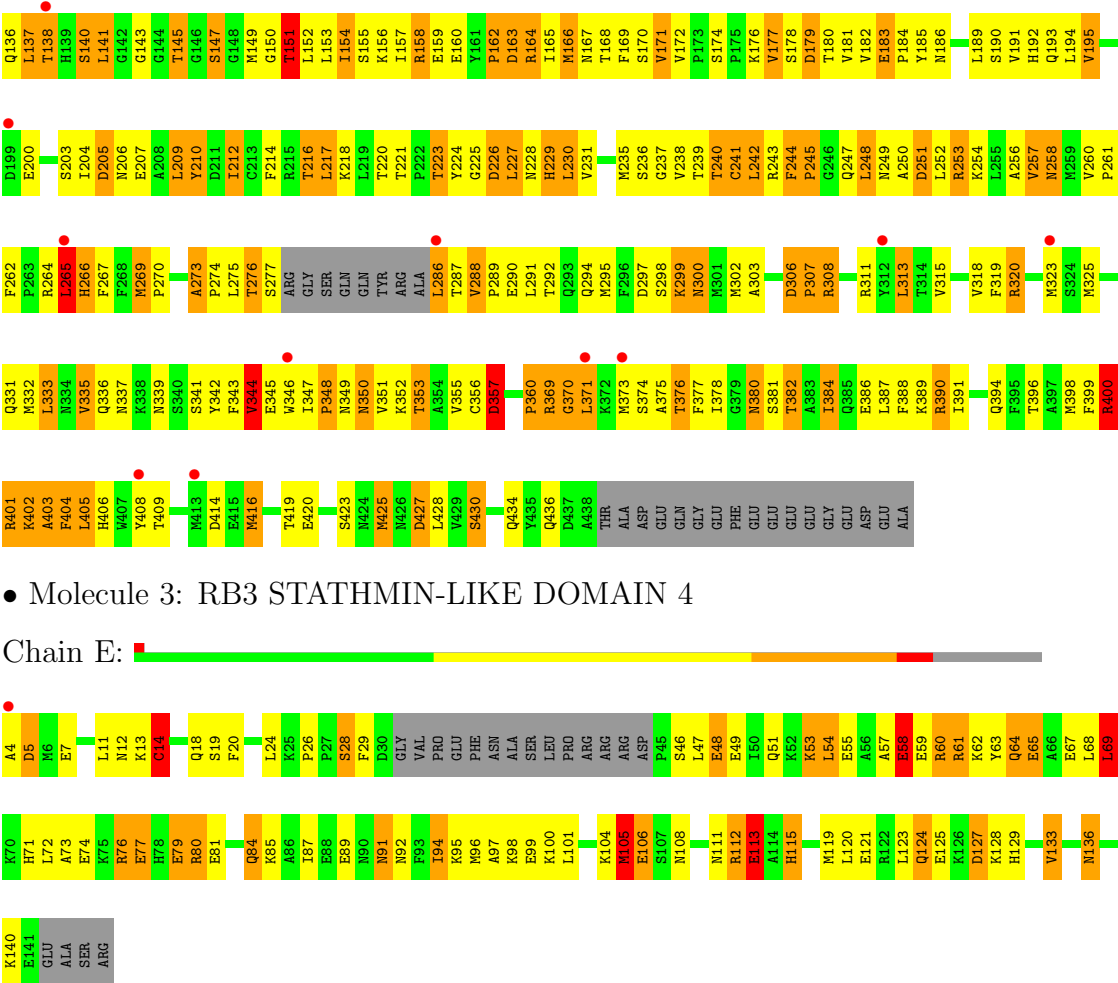 Q136 L137 T138 H139 S140 L141 G142 G143 G144 T145 G146 S147 G148 M149 G150 T151 L152 L153 I154 S155 K156 I157 R158 E159 E160 Y161 P162 D163 R164 I165 M166 N167 T168 F169 S170 V171 V172 P173 S174 P175 K176 V177 S178 D179 T180 V181 V182 E183 P184 Y185 N186 L189 S190 V191 H192 Q193 L194 V195
D199 E200 S203 I204 D205 N206 E207 A208 L209 Y210 D211 I212 C213 F214 R215 T216 L217 K218 L219 T220 T221 P222 T223 Y224 G225 D226 L227 N228 H229 L230 V231 M235 S236 G237 V238 T239 T240 C241 L242 R243 F244 P245 G246 Q247 L248 N249 A250 D251 L252 R253 K254 L255 A256 V257 N258 M259 V260 P261
F262 P263 R264 L265 H266 F267 F268 M269 P270 A273 P274 L275 T276 S277 ARG GLY SER GLN GLN TYR ARG ALA L286 T287 V288 P289 E290 L291 T292 Q293 Q294 M295 F296 D297 S298 K299 N300 M301 M302 A303 D306 P307 R308 R311 Y312 L313 T314 V315 V318 F319 R320 M323 S324 M325
Q331 M332 L333 N334 V335 Q336 N337 K338 N339 S340 S341 Y342 F343 V344 E345 W346 I347 P348 N349 N350 V351 K352 T353 A354 V355 C356 D357 P360 R369 G370 L371 K372 M373 S374 A375 T376 F377 I378 G379 N380 S381 T382 A383 I384 Q385 E386 L387 F388 K389 R390 I391 Q394 F395 T396 A397 M398 F399 R400
R401 K402 A403 F404 L405 H406 W407 Y408 T409 M413 D414 E415 M416 T419 E420 S423 N424 M425 N426 D427 L428 V429 S430 Q434 Y435 Q436 D437 A438 THR ALA ASP GLU GLN GLY GLU PHE GLU GLU GLU GLU GLY GLU ASP GLU ALA
• Molecule 3: RB3 STATHMIN-LIKE DOMAIN 4
Chain E:
A4 D5 M6 E7 L11 N12 K13 C14 Q18 S19 F20 L24 K25 P26 P27 S28 F29 D30 GLY VAL PRO GLU PHE ASN ALA SER LEU PRO ARG ARG ARG ASP P45 S46 L47 E48 E49 I50 Q51 K52 K53 L54 E55 A56 A57 E58 E59 R60 R61 K62 Y63 Q64 E65 A66 E67 L68 L69
K70 H71 L72 A73 E74 K75 R76 E77 H78 E79 R80 E81 Q84 K85 A86 I87 E88 E89 N90 N91 N92 F93 I94 K95 M96 A97 K98 E99 K100 L101 K104 M105 E106 S107 N108 N111 R112 E113 A114 H115 M119 L120 E121 R122 L123 Q124 E125 K126 D127 K128 H129 V133 N136
K140 E141 GLU ALA SER ARG